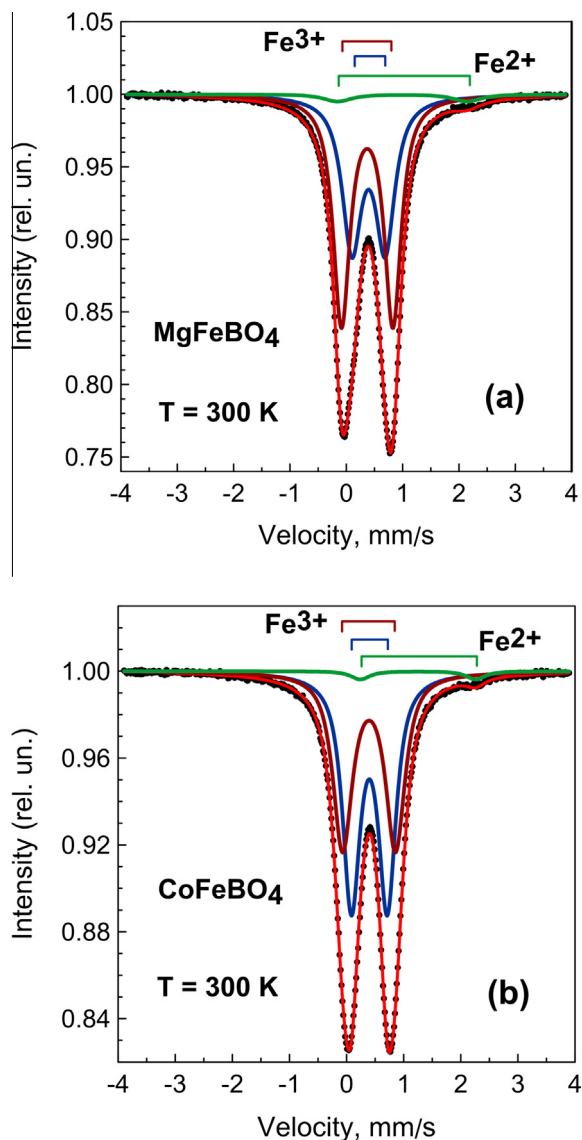 1.05
Fe3+
Fe2+
1.00
0.95
0.90
0.85
0.80
0.75
Intensity (rel. un.)
MgFeBO4
T = 300 K
(a)
-4 -3 -2 -1 0 1 2 3 4
Velocity, mm/s
Fe3+
Fe2+
1.00
0.96
0.92
0.88
0.84
Intensity (rel. un.)
CoFeBO4
T = 300 K
(b)
-4 -3 -2 -1 0 1 2 3 4
Velocity, mm/s